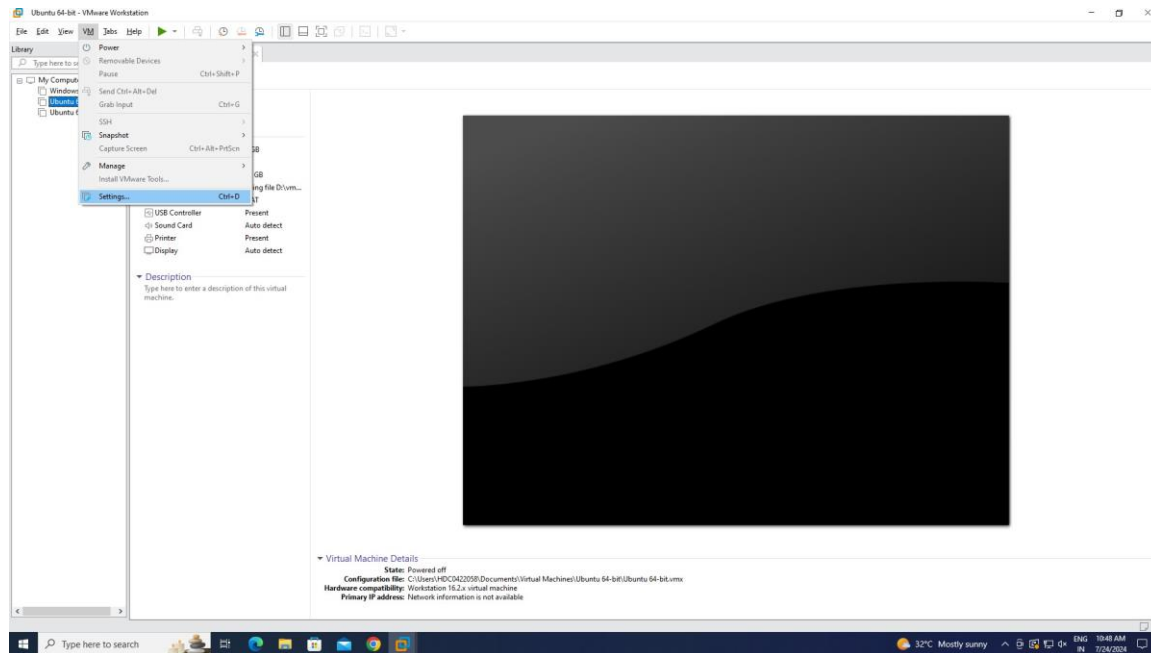 Ubuntu 64-bit - VMware Workstation
File Edit View VM Tabs Help
Library
Type here to se
My Compute
Windows
Ubuntu 6
Ubuntu 6
Power
Removable Devices
Pause Ctrl+Shift+P
Send Ctrl+Alt+Del
Grab Input Ctrl+G
SSH
Snapshot
Capture Screen Ctrl+Alt+PrtScn
Manage
Install VMware Tools...
Settings... Ctrl+D
GB
GB
ing file D:\vm...
AT
USB Controller Present
Sound Card Auto detect
Printer Present
Display Auto detect
Description
Type here to enter a description of this virtual
machine.
Virtual Machine Details
State: Powered off
Configuration file: C:\Users\HDC0422058\Documents\Virtual Machines\Ubuntu 64-bit\Ubuntu 64-bit.vmx
Hardware compatibility: Workstation 16.2.x virtual machine
Primary IP address: Network information is not available
Type here to search
32°C Mostly sunny
ENG
IN
10:48 AM
7/24/2024